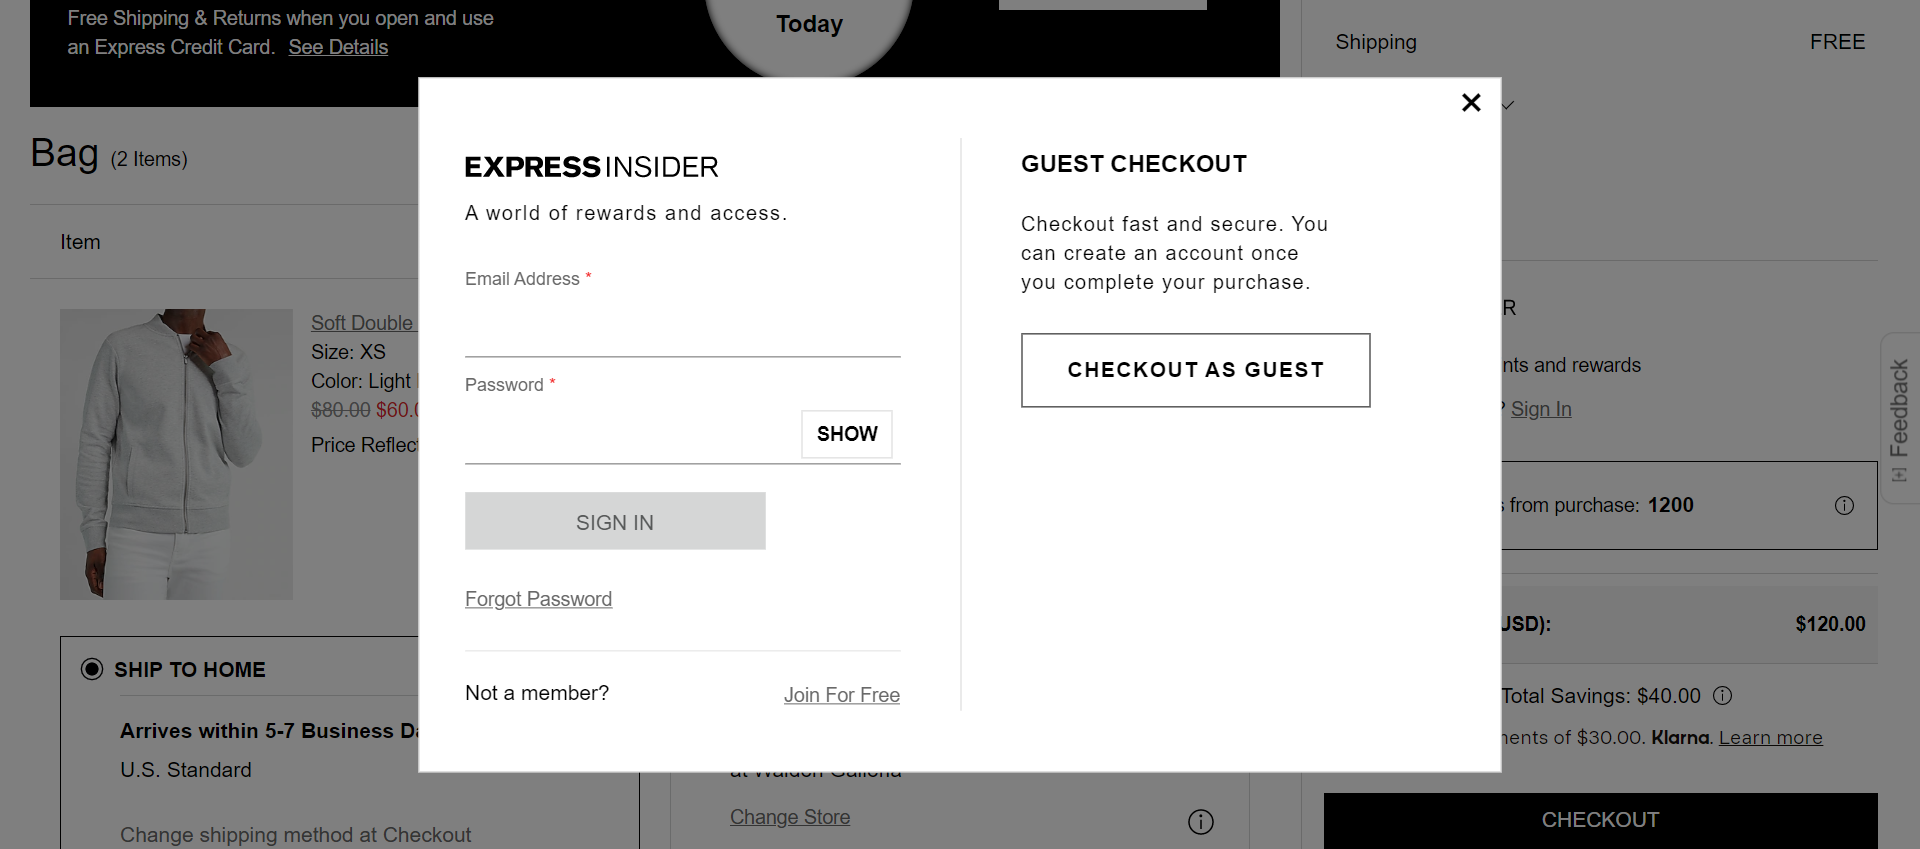 Free Shipping & Returns when you open and use
an Express Credit Card. See Details
Today
Shipping FREE
Bag (2 Items)
Item
Soft Double
Size: XS
Color: Light
$80.00 $60.0
Price Reflect
SHIP TO HOME
Arrives within 5-7 Business Da
U.S. Standard
Change shipping method at Checkout
EXPRESS INSIDER
A world of rewards and access.
Email Address *
Password *
SHOW
SIGN IN
Forgot Password
Not a member? Join For Free
GUEST CHECKOUT
Checkout fast and secure. You
can create an account once
you complete your purchase.
CHECKOUT AS GUEST
at Walden Galleria
Change Store
R
nts and rewards
? Sign In
s from purchase: 1200
USD): $120.00
Total Savings: $40.00
nents of $30.00. Klarna. Learn more
CHECKOUT
[+] Feedback